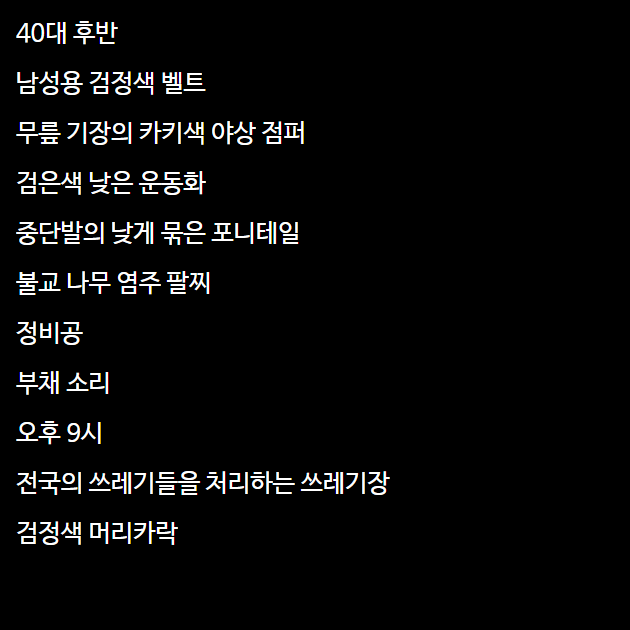 40대 후반
남성용 검정색 벨트
무릎 기장의 카키색 야상 점퍼
검은색 낮은 운동화
중단발의 낮게 묶은 포니테일
불교 나무 염주 팔찌
정비공
부채 소리
오후 9시
전국의 쓰레기들을 처리하는 쓰레기장
검정색 머리카락